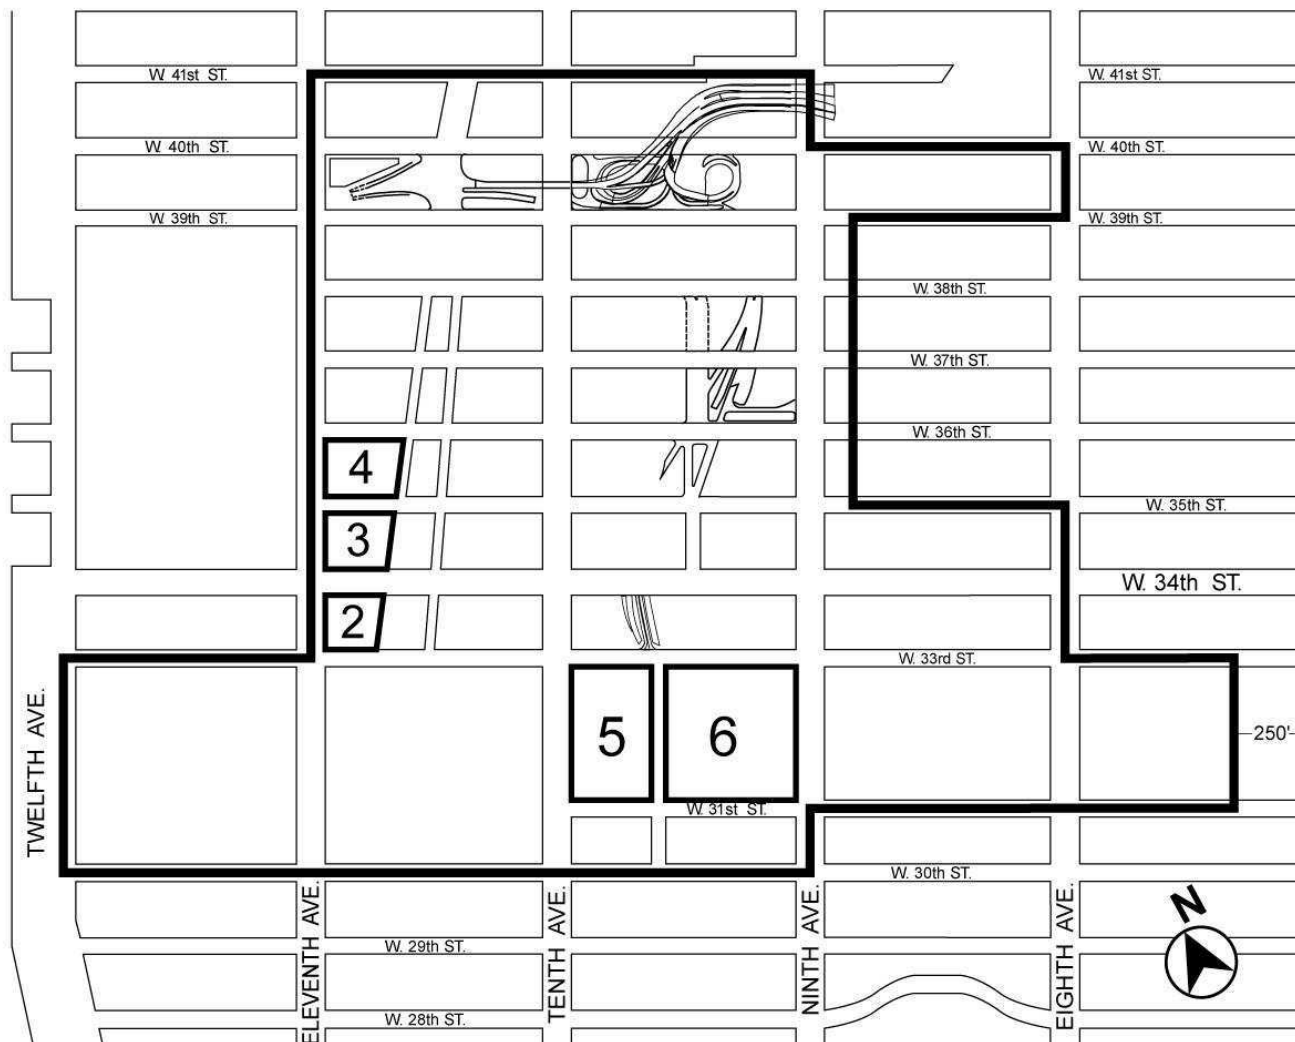 W. 41st ST.
W. 41st ST.
W. 40th ST.
W. 40th ST.
W. 39th ST.
W. 39th ST.
W. 38th ST.
W. 37th ST.
W. 36th ST.
4
W. 35th ST.
3
W. 34th ST.
2
W. 33rd ST.
5
6
250'
TWELFTH AVE.
W. 31st ST.
W. 30th ST.
ELEVENTH AVE.
TENTH AVE.
NINTH AVE.
EIGHTH AVE.
N
W. 29th ST.
W. 28th ST.